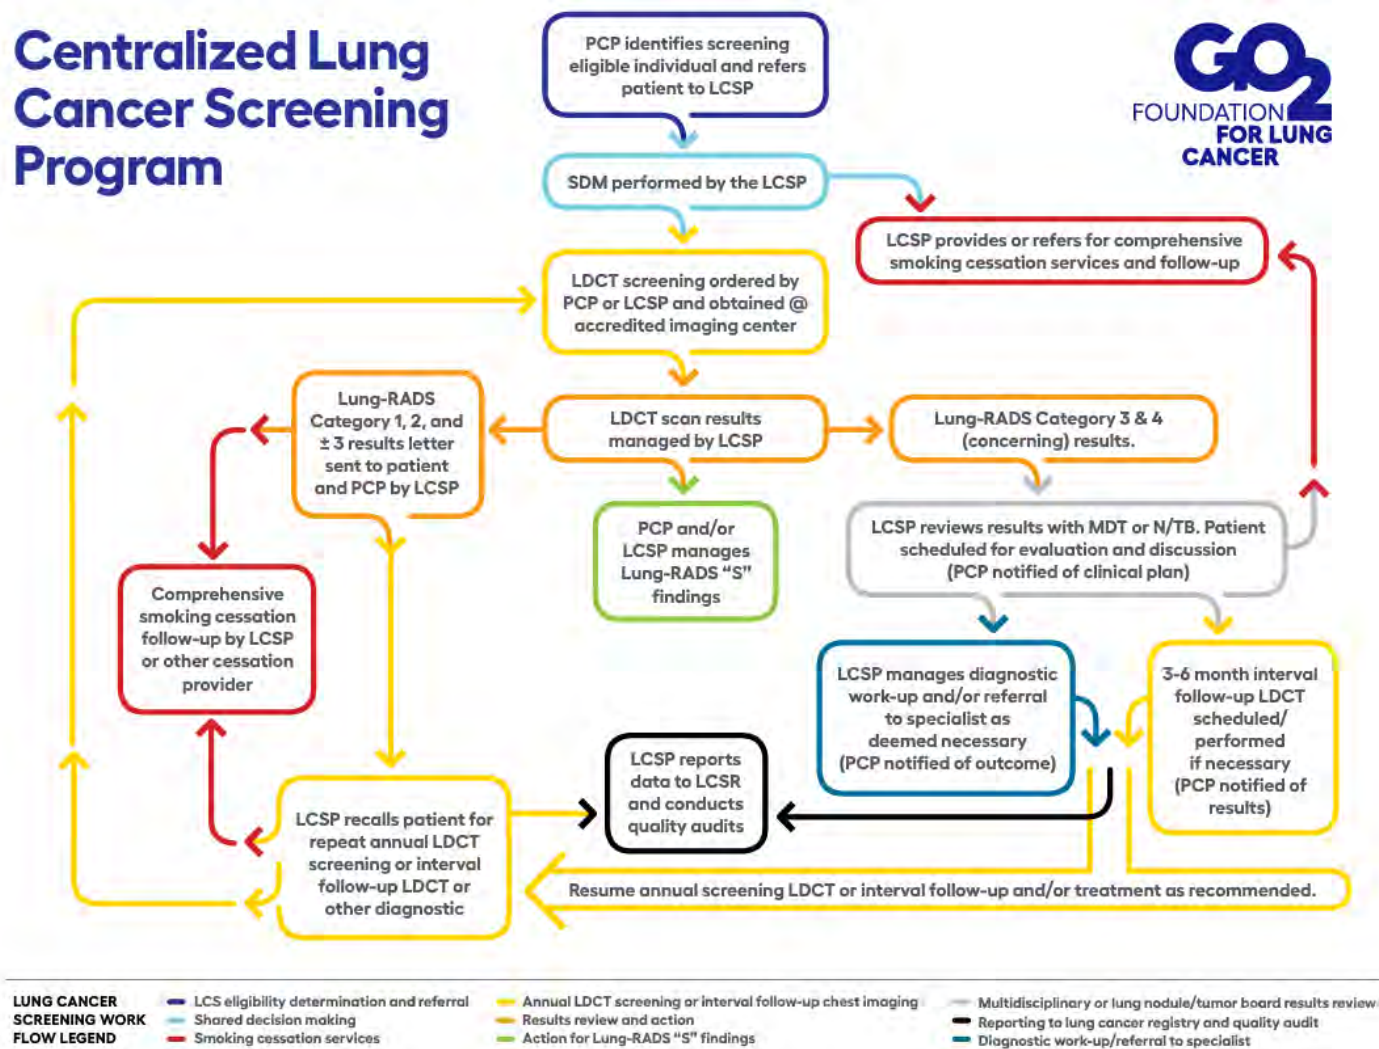 Centralized Lung
Cancer Screening
Program
GO2
FOUNDATION
FOR LUNG
CANCER
PCP identifies screening
eligible individual and refers
patient to LCSP
SDM performed by the LCSP
LCSP provides or refers for comprehensive
smoking cessation services and follow-up
LDCT screening ordered by
PCP or LCSP and obtained @
accredited imaging center
Lung-RADS
Category 1, 2, and
± 3 results letter
sent to patient
and PCP by LCSP
LDCT scan results
managed by LCSP
Lung-RADS Category 3 & 4
(concerning) results.
PCP and/or
LCSP manages
Lung-RADS “S”
findings
LCSP reviews results with MDT or N/TB. Patient
scheduled for evaluation and discussion
(PCP notified of clinical plan)
Comprehensive
smoking cessation
follow-up by LCSP
or other cessation
provider
LCSP manages diagnostic
work-up and/or referral
to specialist as
deemed necessary
(PCP notified of outcome)
3-6 month interval
follow-up LDCT
scheduled/
performed
if necessary
(PCP notified of
results)
LCSP reports
data to LCSR
and conducts
quality audits
LCSP recalls patient for
repeat annual LDCT
screening or interval
follow-up LDCT or
other diagnostic
Resume annual screening LDCT or interval follow-up and/or treatment as recommended.
LUNG CANCER
SCREENING WORK
FLOW LEGEND
LCS eligibility determination and referral
Shared decision making
Smoking cessation services
Annual LDCT screening or interval follow-up chest imaging
Results review and action
Action for Lung-RADS “S” findings
Multidisciplinary or lung nodule/tumor board results review
Reporting to lung cancer registry and quality audit
Diagnostic work-up/referral to specialist